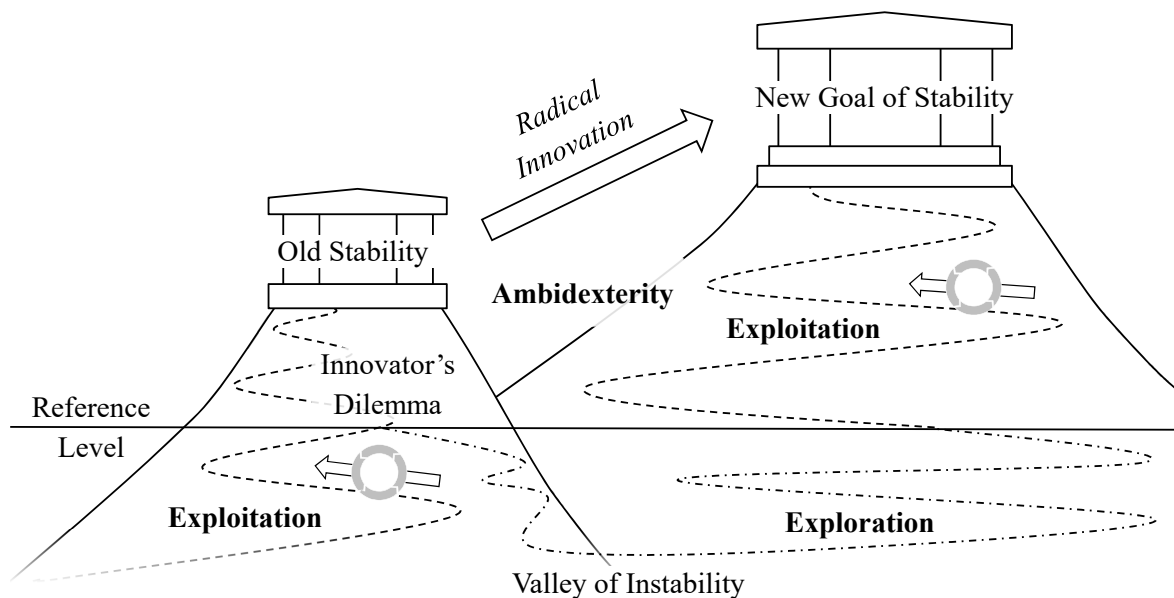 New Goal of Stability
Radical
Innovation
Old Stability
Ambidexterity
Exploitation
Innovator’s
Dilemma
Reference
Level
Exploitation
Exploration
Valley of Instability